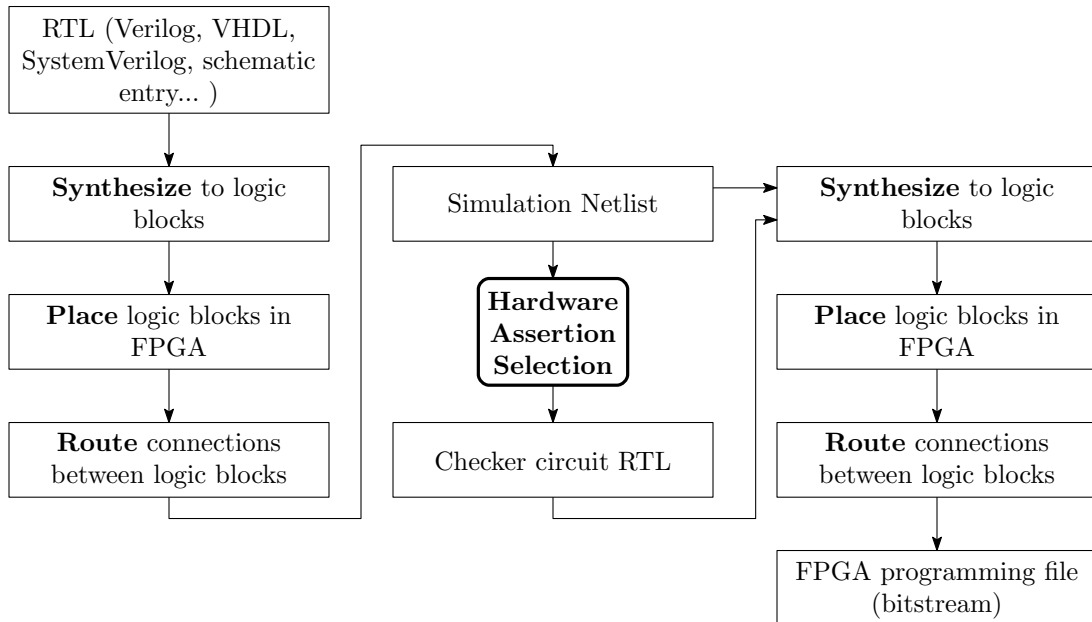 RTL (Verilog, VHDL,
SystemVerilog, schematic
entry... )
Synthesize to logic
blocks
Place logic blocks in
FPGA
Route connections
between logic blocks
Simulation Netlist
Hardware
Assertion
Selection
Checker circuit RTL
Synthesize to logic
blocks
Place logic blocks in
FPGA
Route connections
between logic blocks
FPGA programming file
(bitstream)